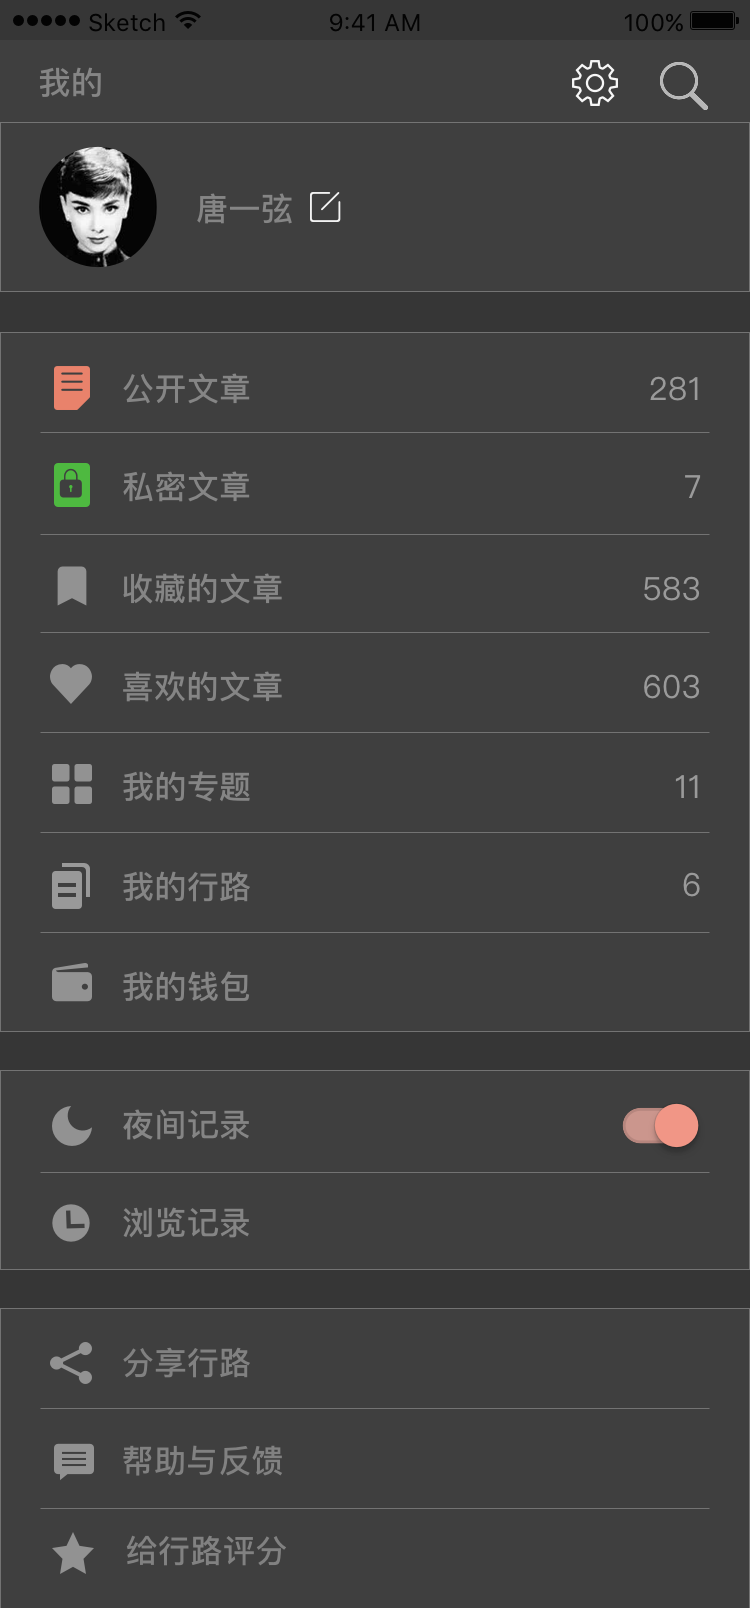 Sketch 9:41 AM 100%
我的
唐一弦
公开文章 281
私密文章 7
收藏的文章 583
喜欢的文章 603
我的专题 11
我的行路 6
我的钱包
夜间记录
浏览记录
分享行路
帮助与反馈
给行路评分